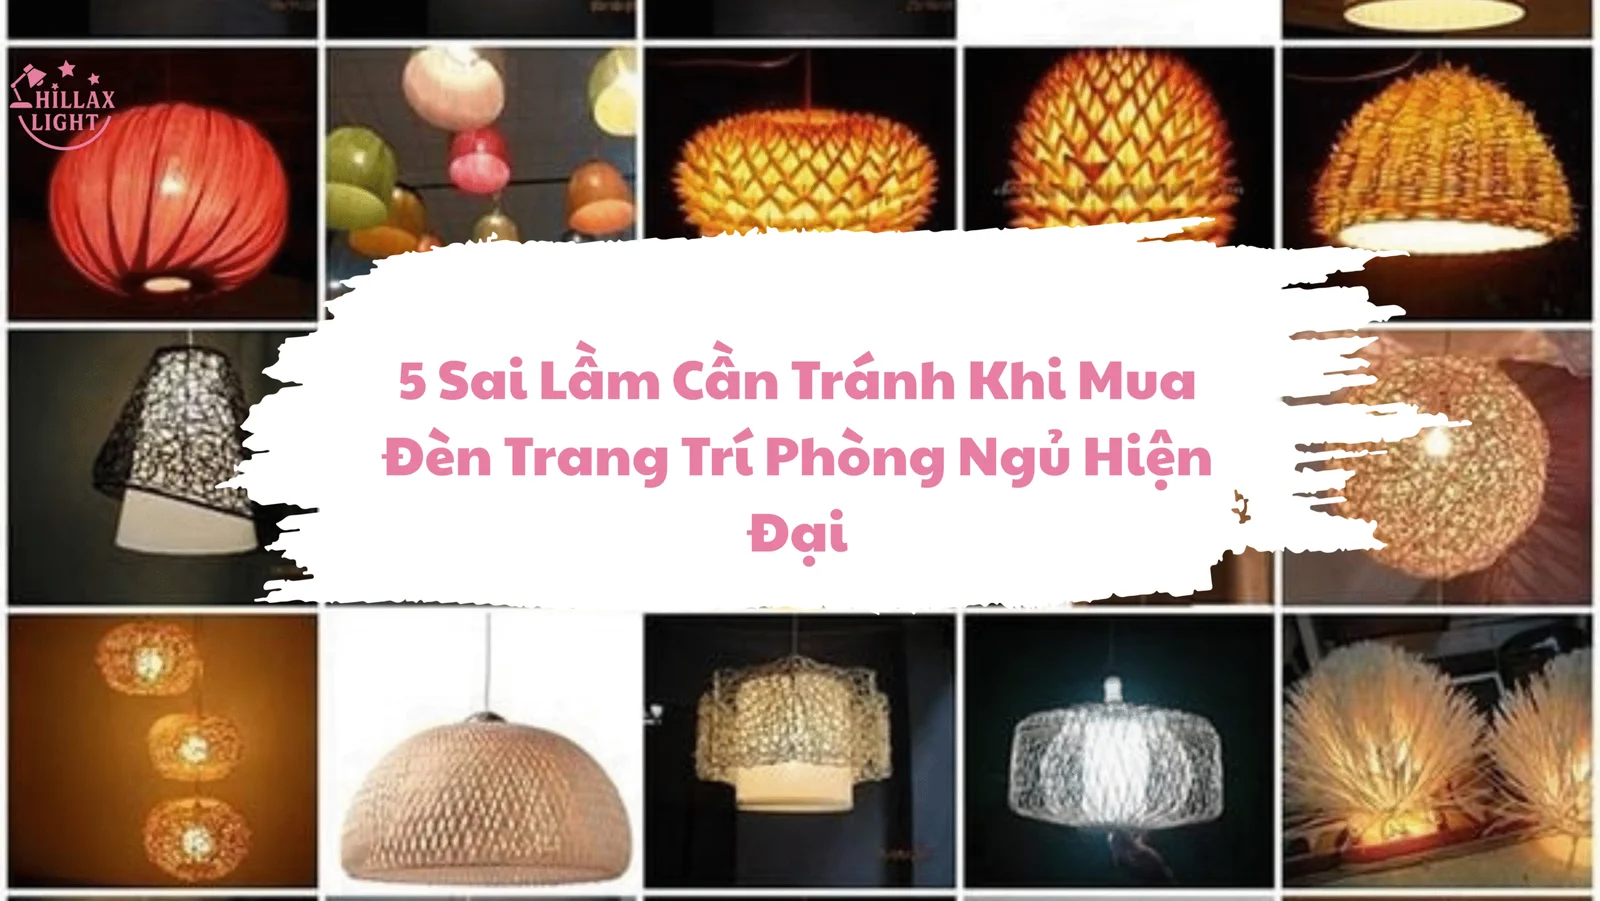 HILLAX
LIGHT
5 Sai Lầm Cần Tránh Khi Mua
Đèn Trang Trí Phòng Ngủ Hiện
Đại